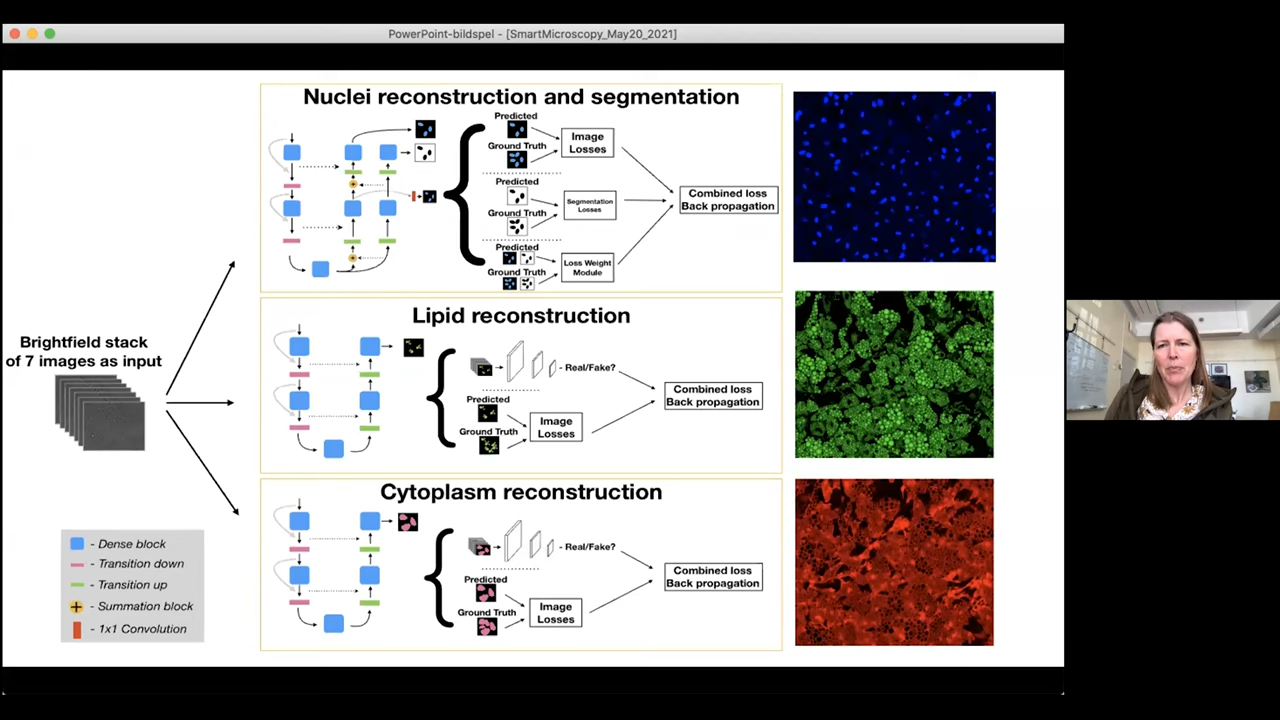 PowerPoint-bildspel - [SmartMicroscopy_May20_2021]
Nuclei reconstruction and segmentation
Predicted
Ground Truth
Image
Losses
Predicted
Ground Truth
Segmentation
Losses
Predicted
Ground Truth
Loss Weight
Module
Combined loss
Back propagation
Brightfield stack
of 7 images as input
Lipid reconstruction
- Real/Fake?
Predicted
Ground Truth
Image
Losses
Combined loss
Back propagation
Cytoplasm reconstruction
- Real/Fake?
Predicted
Ground Truth
Image
Losses
Combined loss
Back propagation
- Dense block
- Transition down
- Transition up
+ - Summation block
- 1x1 Convolution